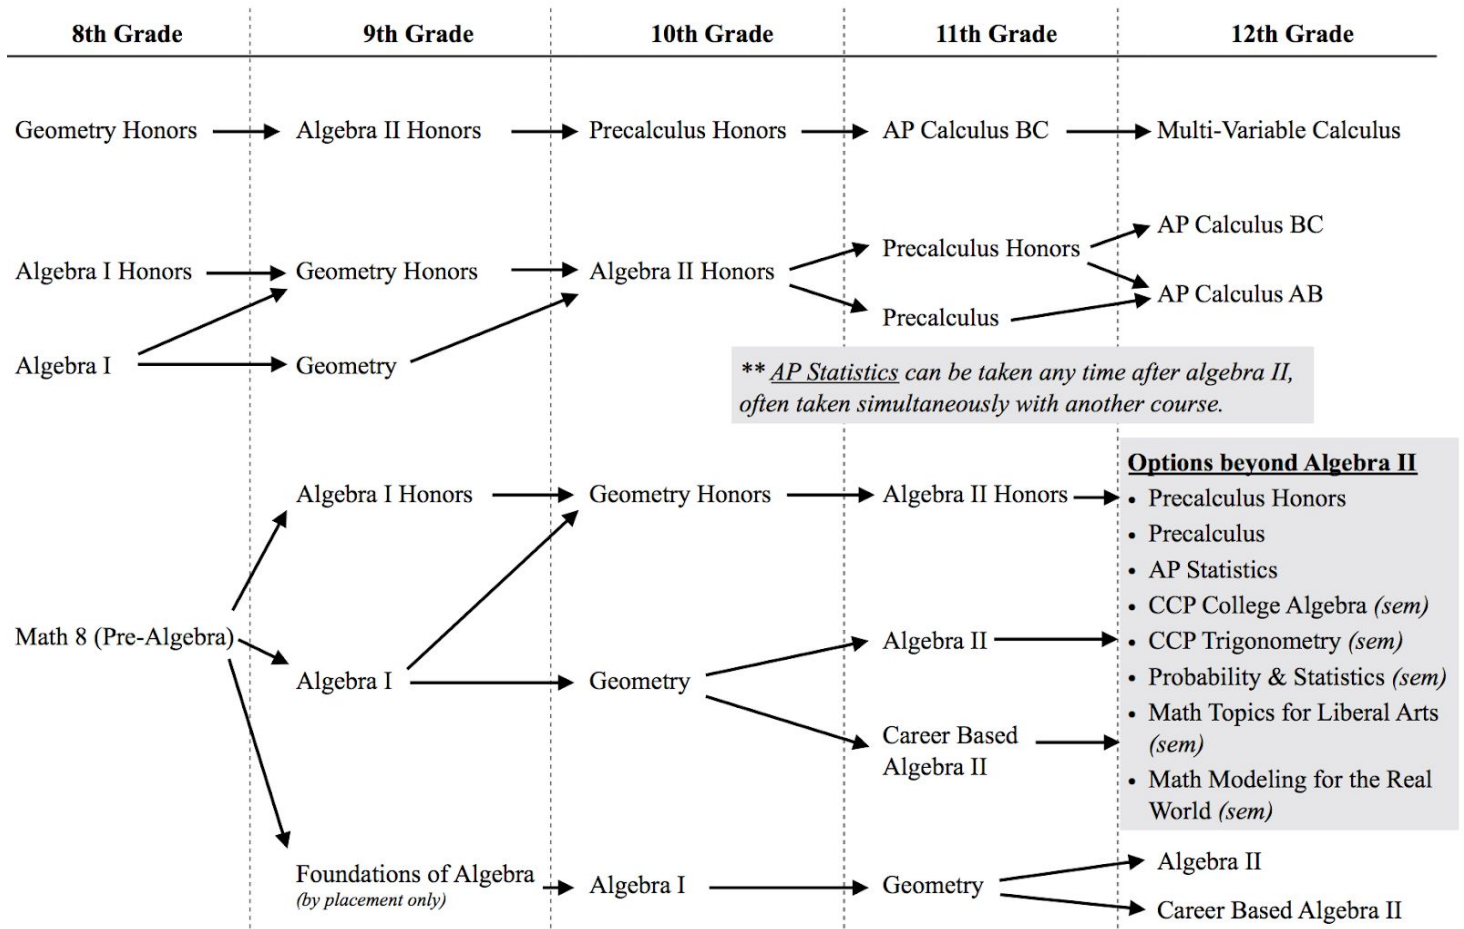 8th Grade
9th Grade
10th Grade
11th Grade
12th Grade
Geometry Honors
Algebra II Honors
Precalculus Honors
AP Calculus BC
Multi-Variable Calculus
Algebra I Honors
Geometry Honors
Algebra II Honors
Precalculus Honors
AP Calculus BC
Precalculus
AP Calculus AB
Algebra I
Geometry
** AP Statistics can be taken any time after algebra II,
often taken simultaneously with another course.
Math 8 (Pre-Algebra)
Algebra I Honors
Geometry Honors
Algebra II Honors
Algebra I
Geometry
Algebra II
Career Based
Algebra II
Options beyond Algebra II
• Precalculus Honors
• Precalculus
• AP Statistics
• CCP College Algebra (sem)
• CCP Trigonometry (sem)
• Probability & Statistics (sem)
• Math Topics for Liberal Arts
(sem)
• Math Modeling for the Real
World (sem)
Foundations of Algebra
(by placement only)
Algebra I
Geometry
Algebra II
Career Based Algebra II